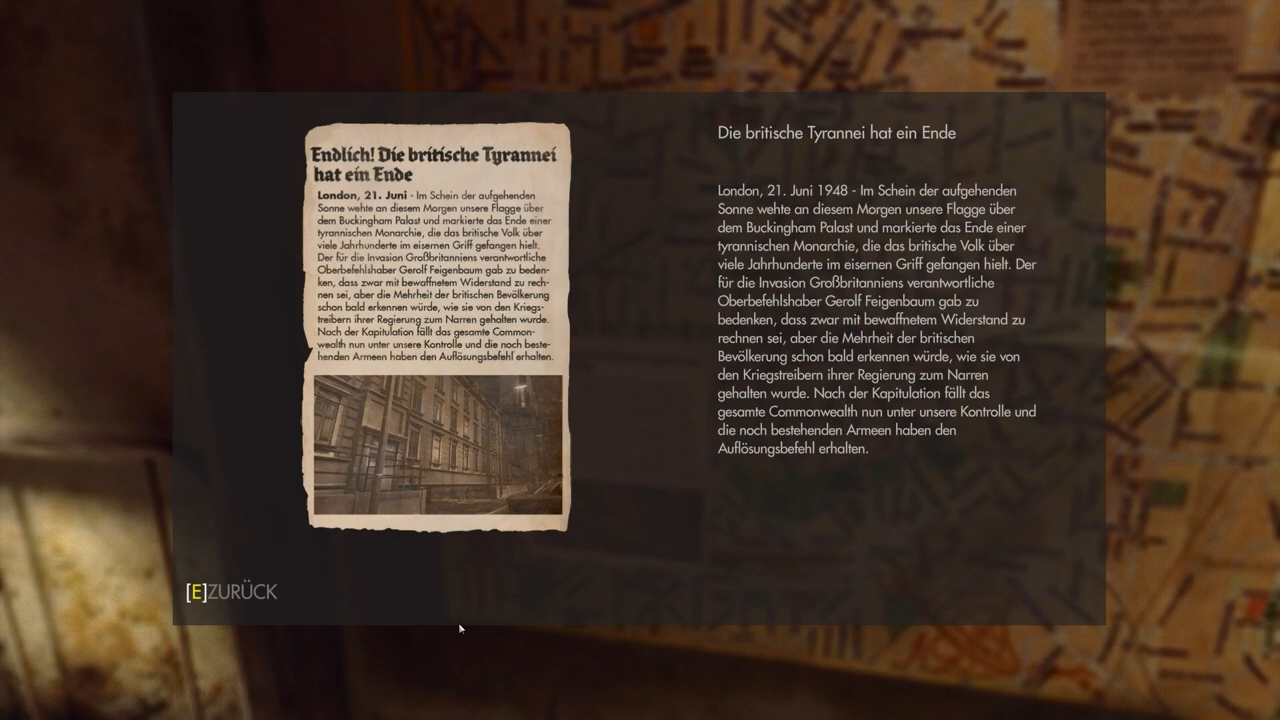 Endlich! Die britische Tyrannei
hat ein Ende
London, 21. Juni - Im Schein der aufgehenden
Sonne wehte an diesem Morgen unsere Flagge über
dem Buckingham Palast und markierte das Ende einer
tyrannischen Monarchie, die das britische Volk über
viele Jahrhunderte im eisernen Griff gefangen hielt.
Der für die Invasion Großbritanniens verantwortliche
Oberbefehlshaber Gerolf Feigenbaum gab zu beden-
ken, dass zwar mit bewaffnetem Widerstand zu rech-
nen sei, aber die Mehrheit der britischen Bevölkerung
schon bald erkennen würde, wie sie von den Kriegs-
treibern ihrer Regierung zum Narren gehalten wurde.
Nach der Kapitulation fällt das gesamte Common-
wealth nun unter unsere Kontrolle und die noch beste-
henden Armeen haben den Auflösungsbefehl erhalten.
Die britische Tyrannei hat ein Ende
London, 21. Juni 1948 - Im Schein der aufgehenden
Sonne wehte an diesem Morgen unsere Flagge über
dem Buckingham Palast und markierte das Ende einer
tyrannischen Monarchie, die das britische Volk über
viele Jahrhunderte im eisernen Griff gefangen hielt. Der
für die Invasion Großbritanniens verantwortliche
Oberbefehlshaber Gerolf Feigenbaum gab zu
bedenken, dass zwar mit bewaffnetem Widerstand zu
rechnen sei, aber die Mehrheit der britischen
Bevölkerung schon bald erkennen würde, wie sie von
den Kriegstreibern ihrer Regierung zum Narren
gehalten wurde. Nach der Kapitulation fällt das
gesamte Commonwealth nun unter unsere Kontrolle und
die noch bestehenden Armeen haben den
Auflösungsbefehl erhalten.
[E]ZURÜCK